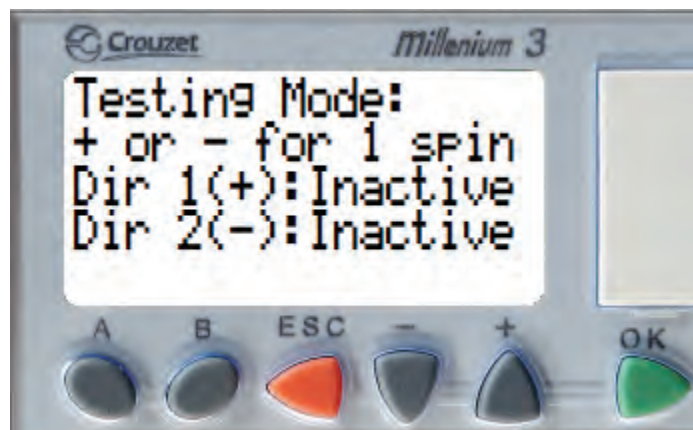 Crouzet Millenium 3
Testing Mode:
+ or - for 1 spin
Dir 1(+):Inactive
Dir 2(-):Inactive
A B ESC - + OK